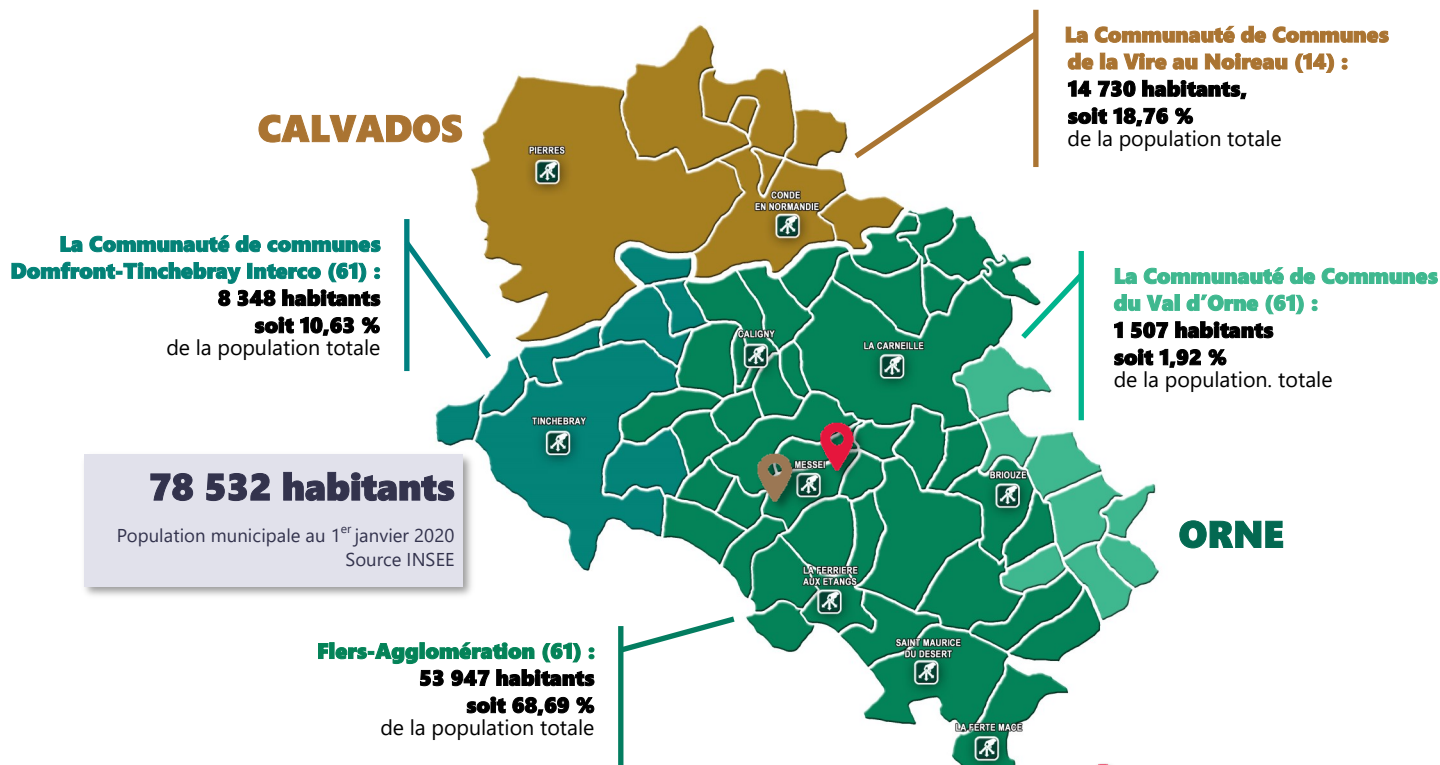 La Communauté de Communes
de la Vire au Noireau (14) :
14 730 habitants,
soit 18,76 %
de la population totale
CALVADOS
PIERRES
CONDE
EN NORMANDIE
La Communauté de communes
Domfront-Tinchebray Interco (61) :
8 348 habitants
soit 10,63 %
de la population totale
La Communauté de Communes
du Val d’Orne (61) :
1 507 habitants
soit 1,92 %
de la population. totale
CALIGNY
LA CARNEILLE
TINCHEBRAY
MESSEI
BRIOUZE
78 532 habitants
Population municipale au 1er janvier 2020
Source INSEE
ORNE
LA FERRIERE
AUX ETANGS
SAINT MAURICE
DU DESERT
LA FERTE MACE
Flers-Agglomération (61) :
53 947 habitants
soit 68,69 %
de la population totale